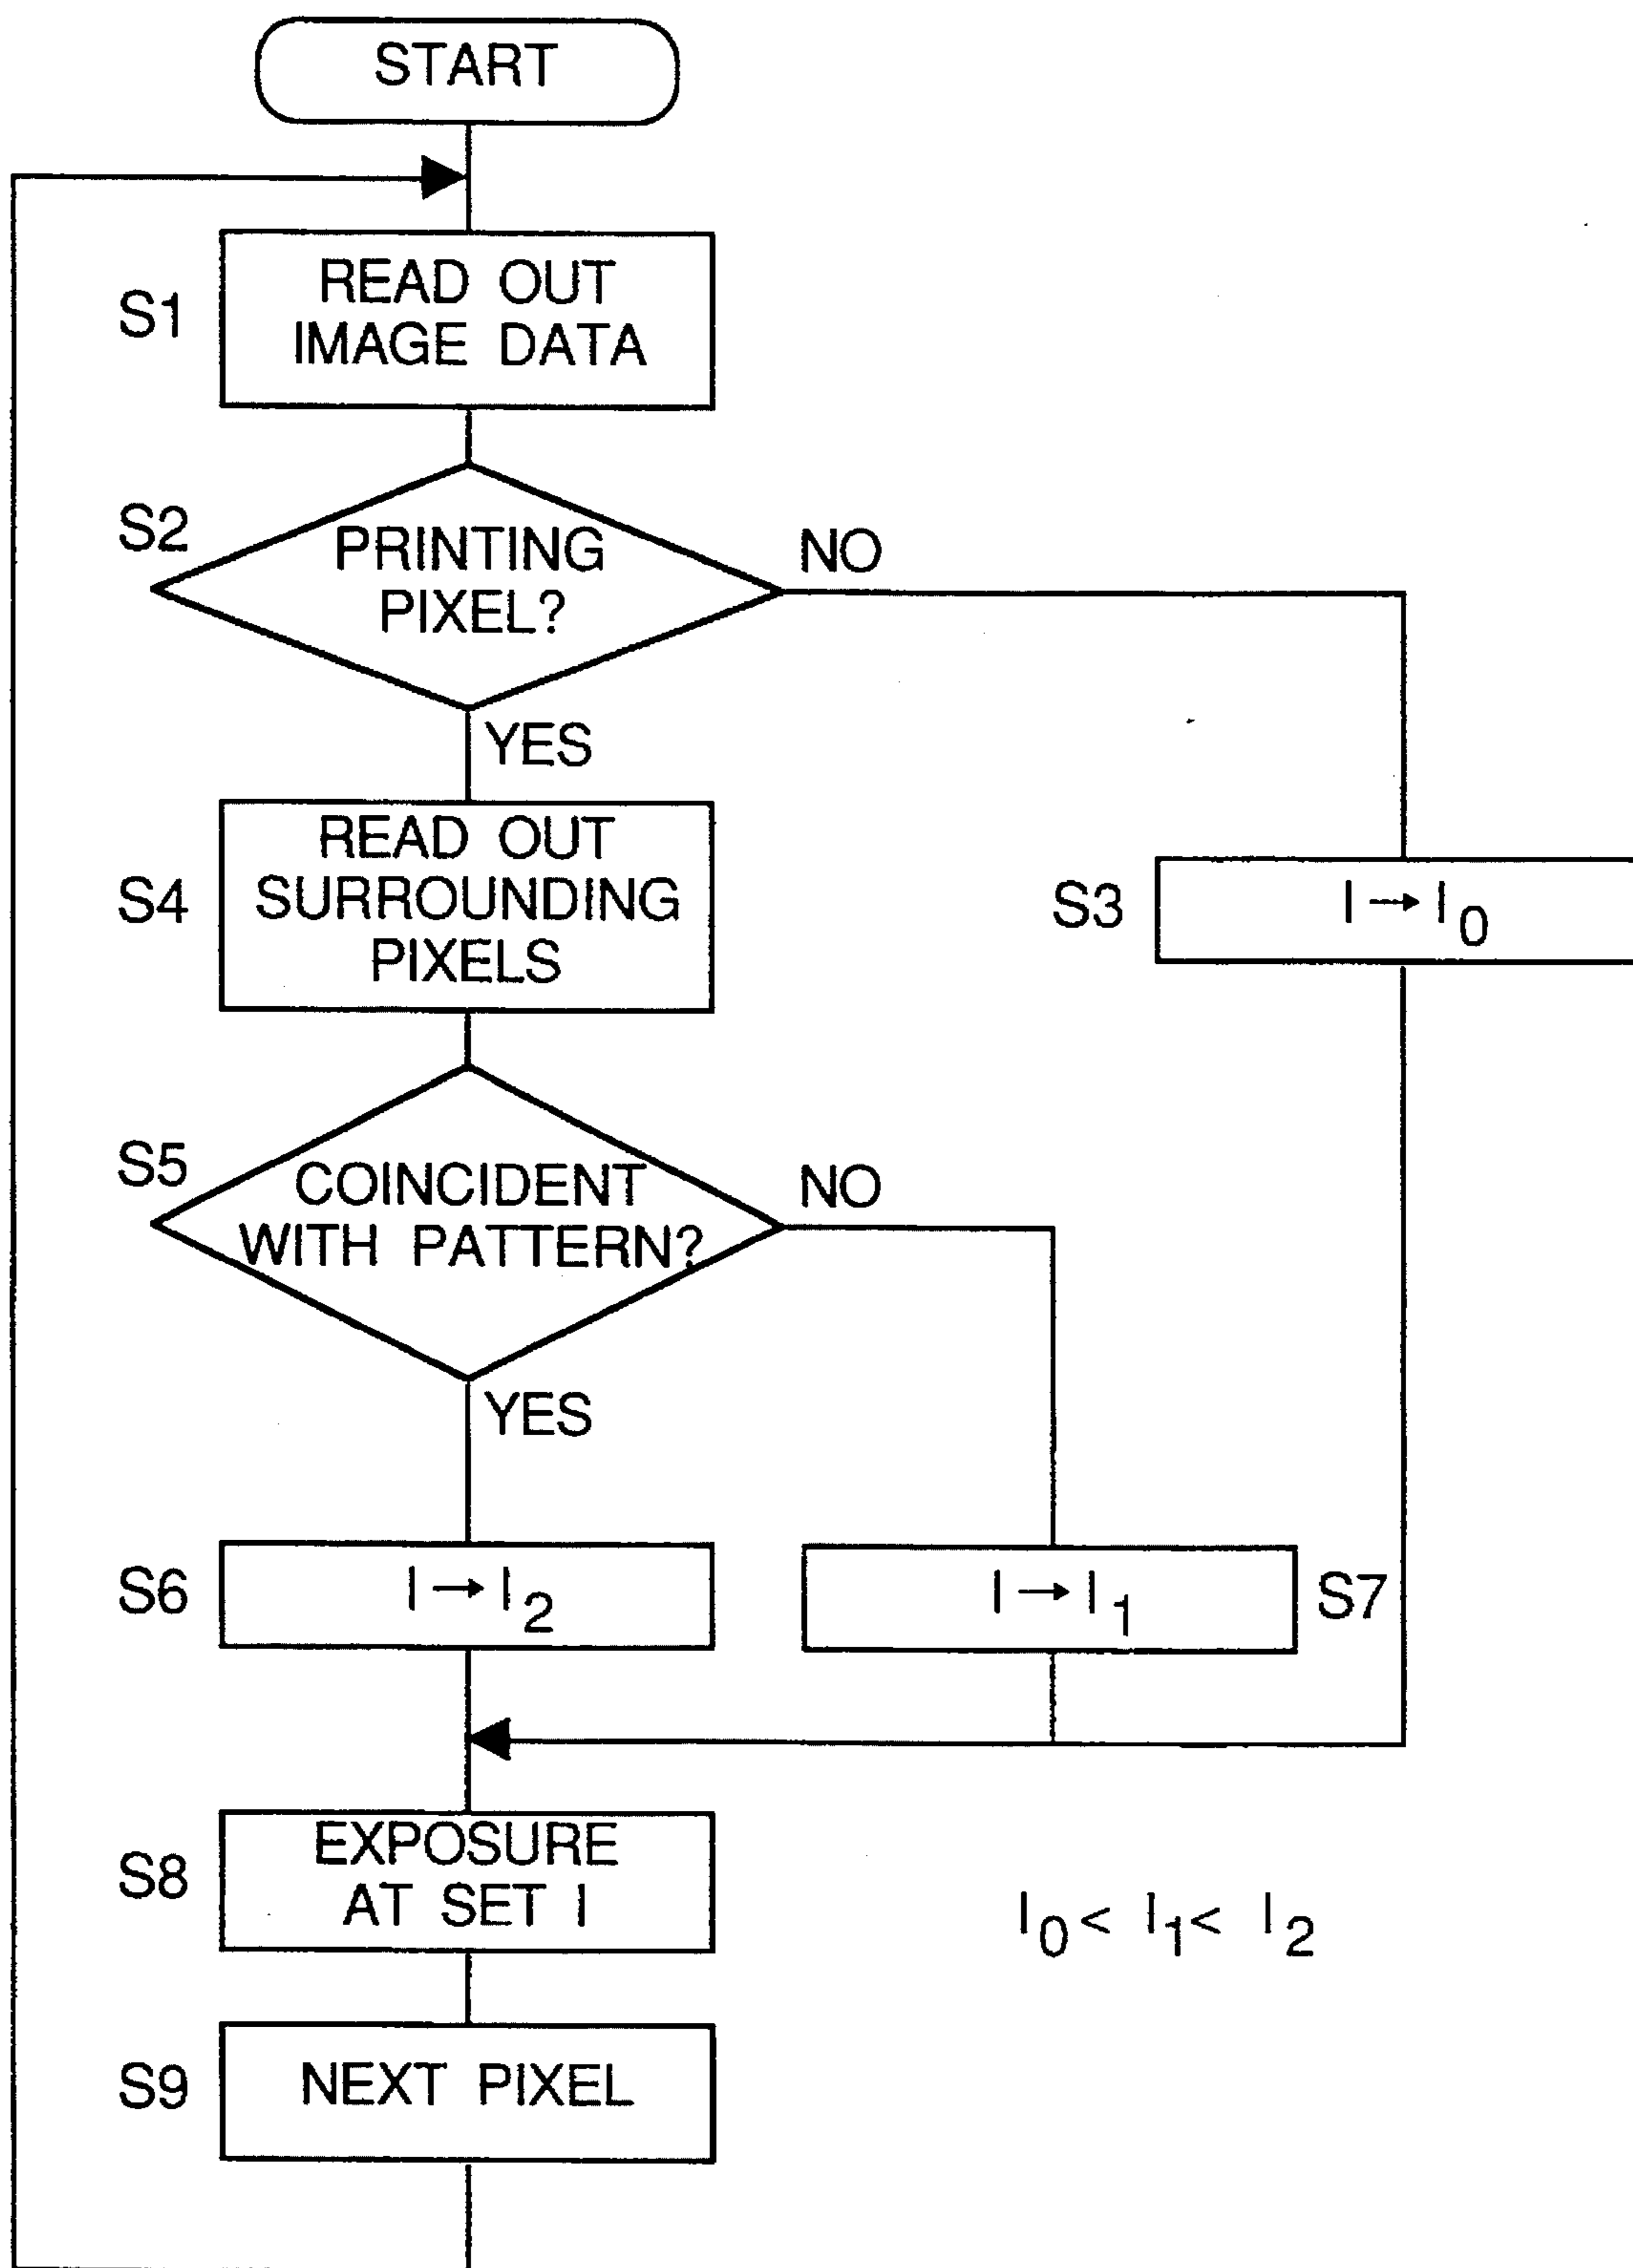 START
S1
READ OUT
IMAGE DATA
S2
PRINTING
PIXEL?
NO
YES
S4
READ OUT
SURROUNDING
PIXELS
S3
I → I₀
S5
COINCIDENT
WITH PATTERN?
NO
YES
S6
I → I₂
I → I₁
S7
S8
EXPOSURE
AT SET I
I₀ < I₁ < I₂
S9
NEXT PIXEL